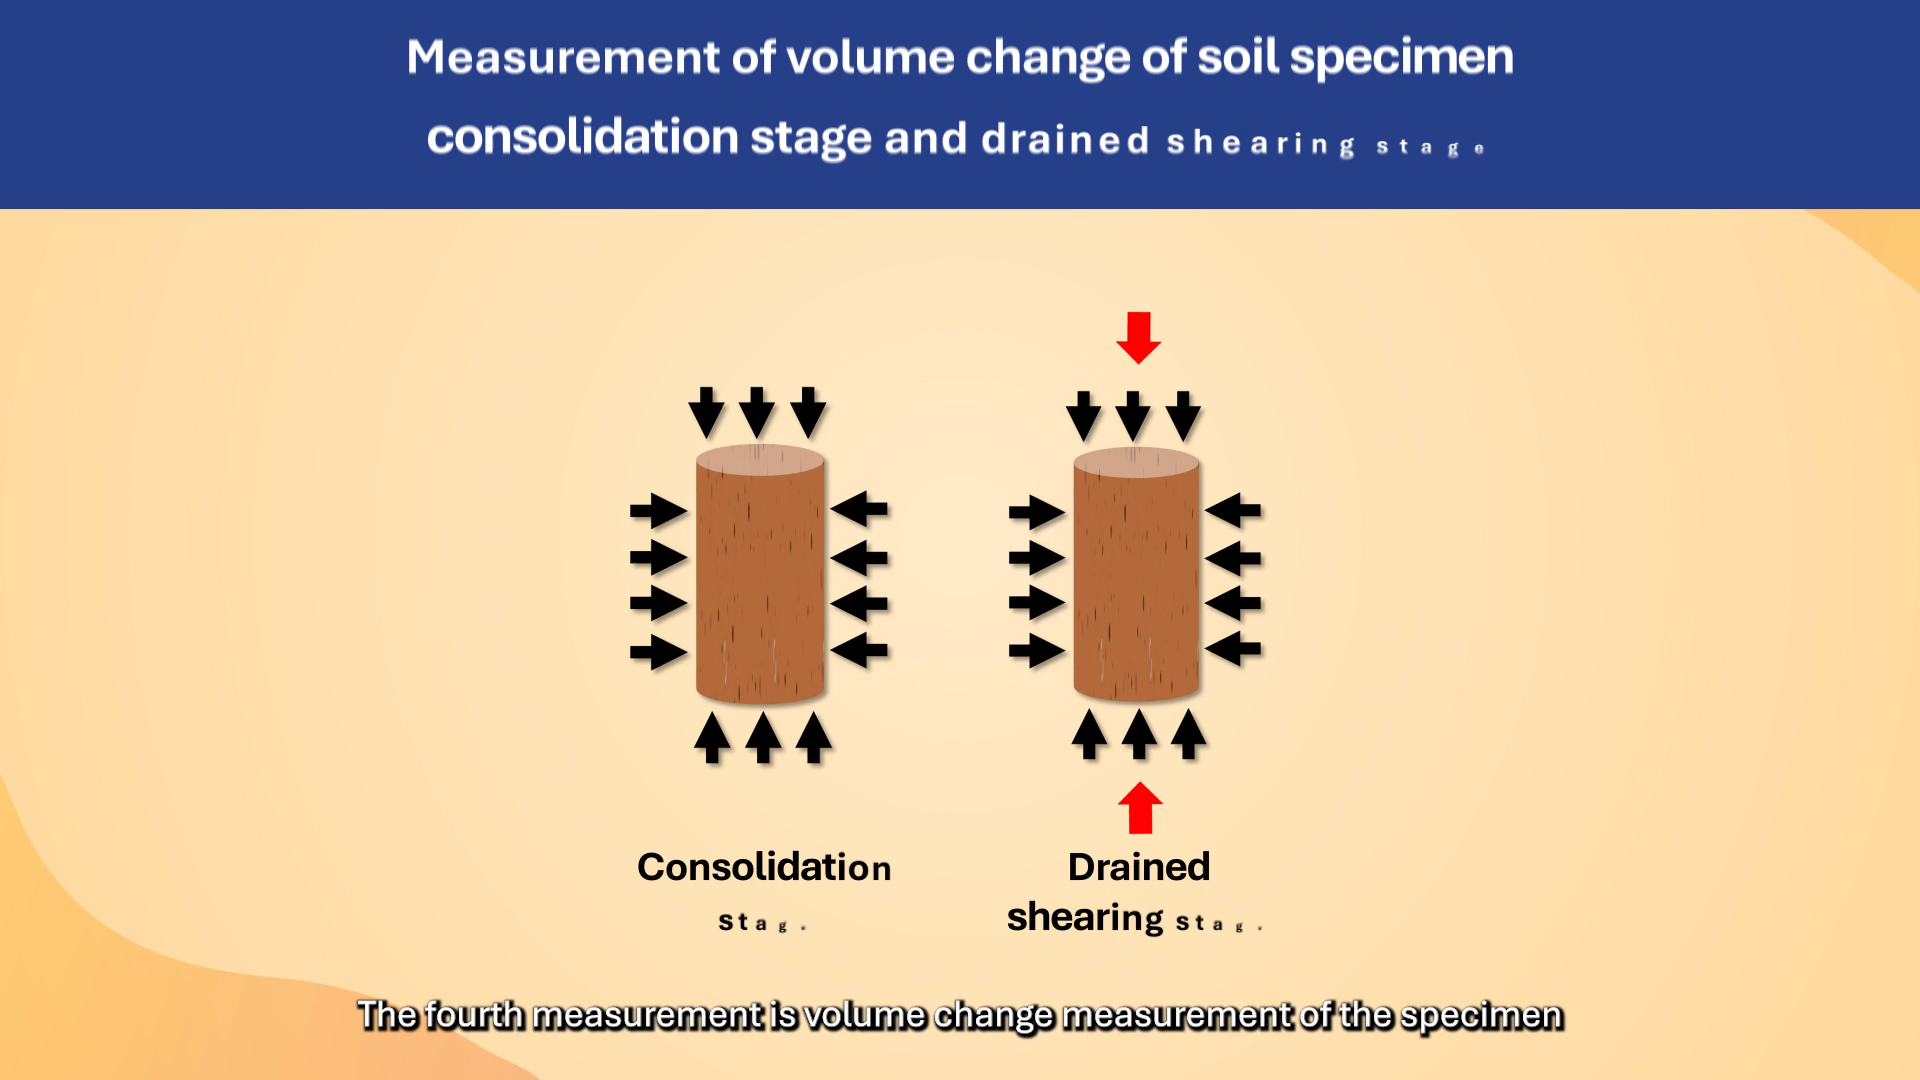 Measurement of volume change of soil specimen
consolidation stage and drained shearing stage
Consolidation
stag
Drained
shearing stag
The fourth measurement is volume change measurement of the specimen